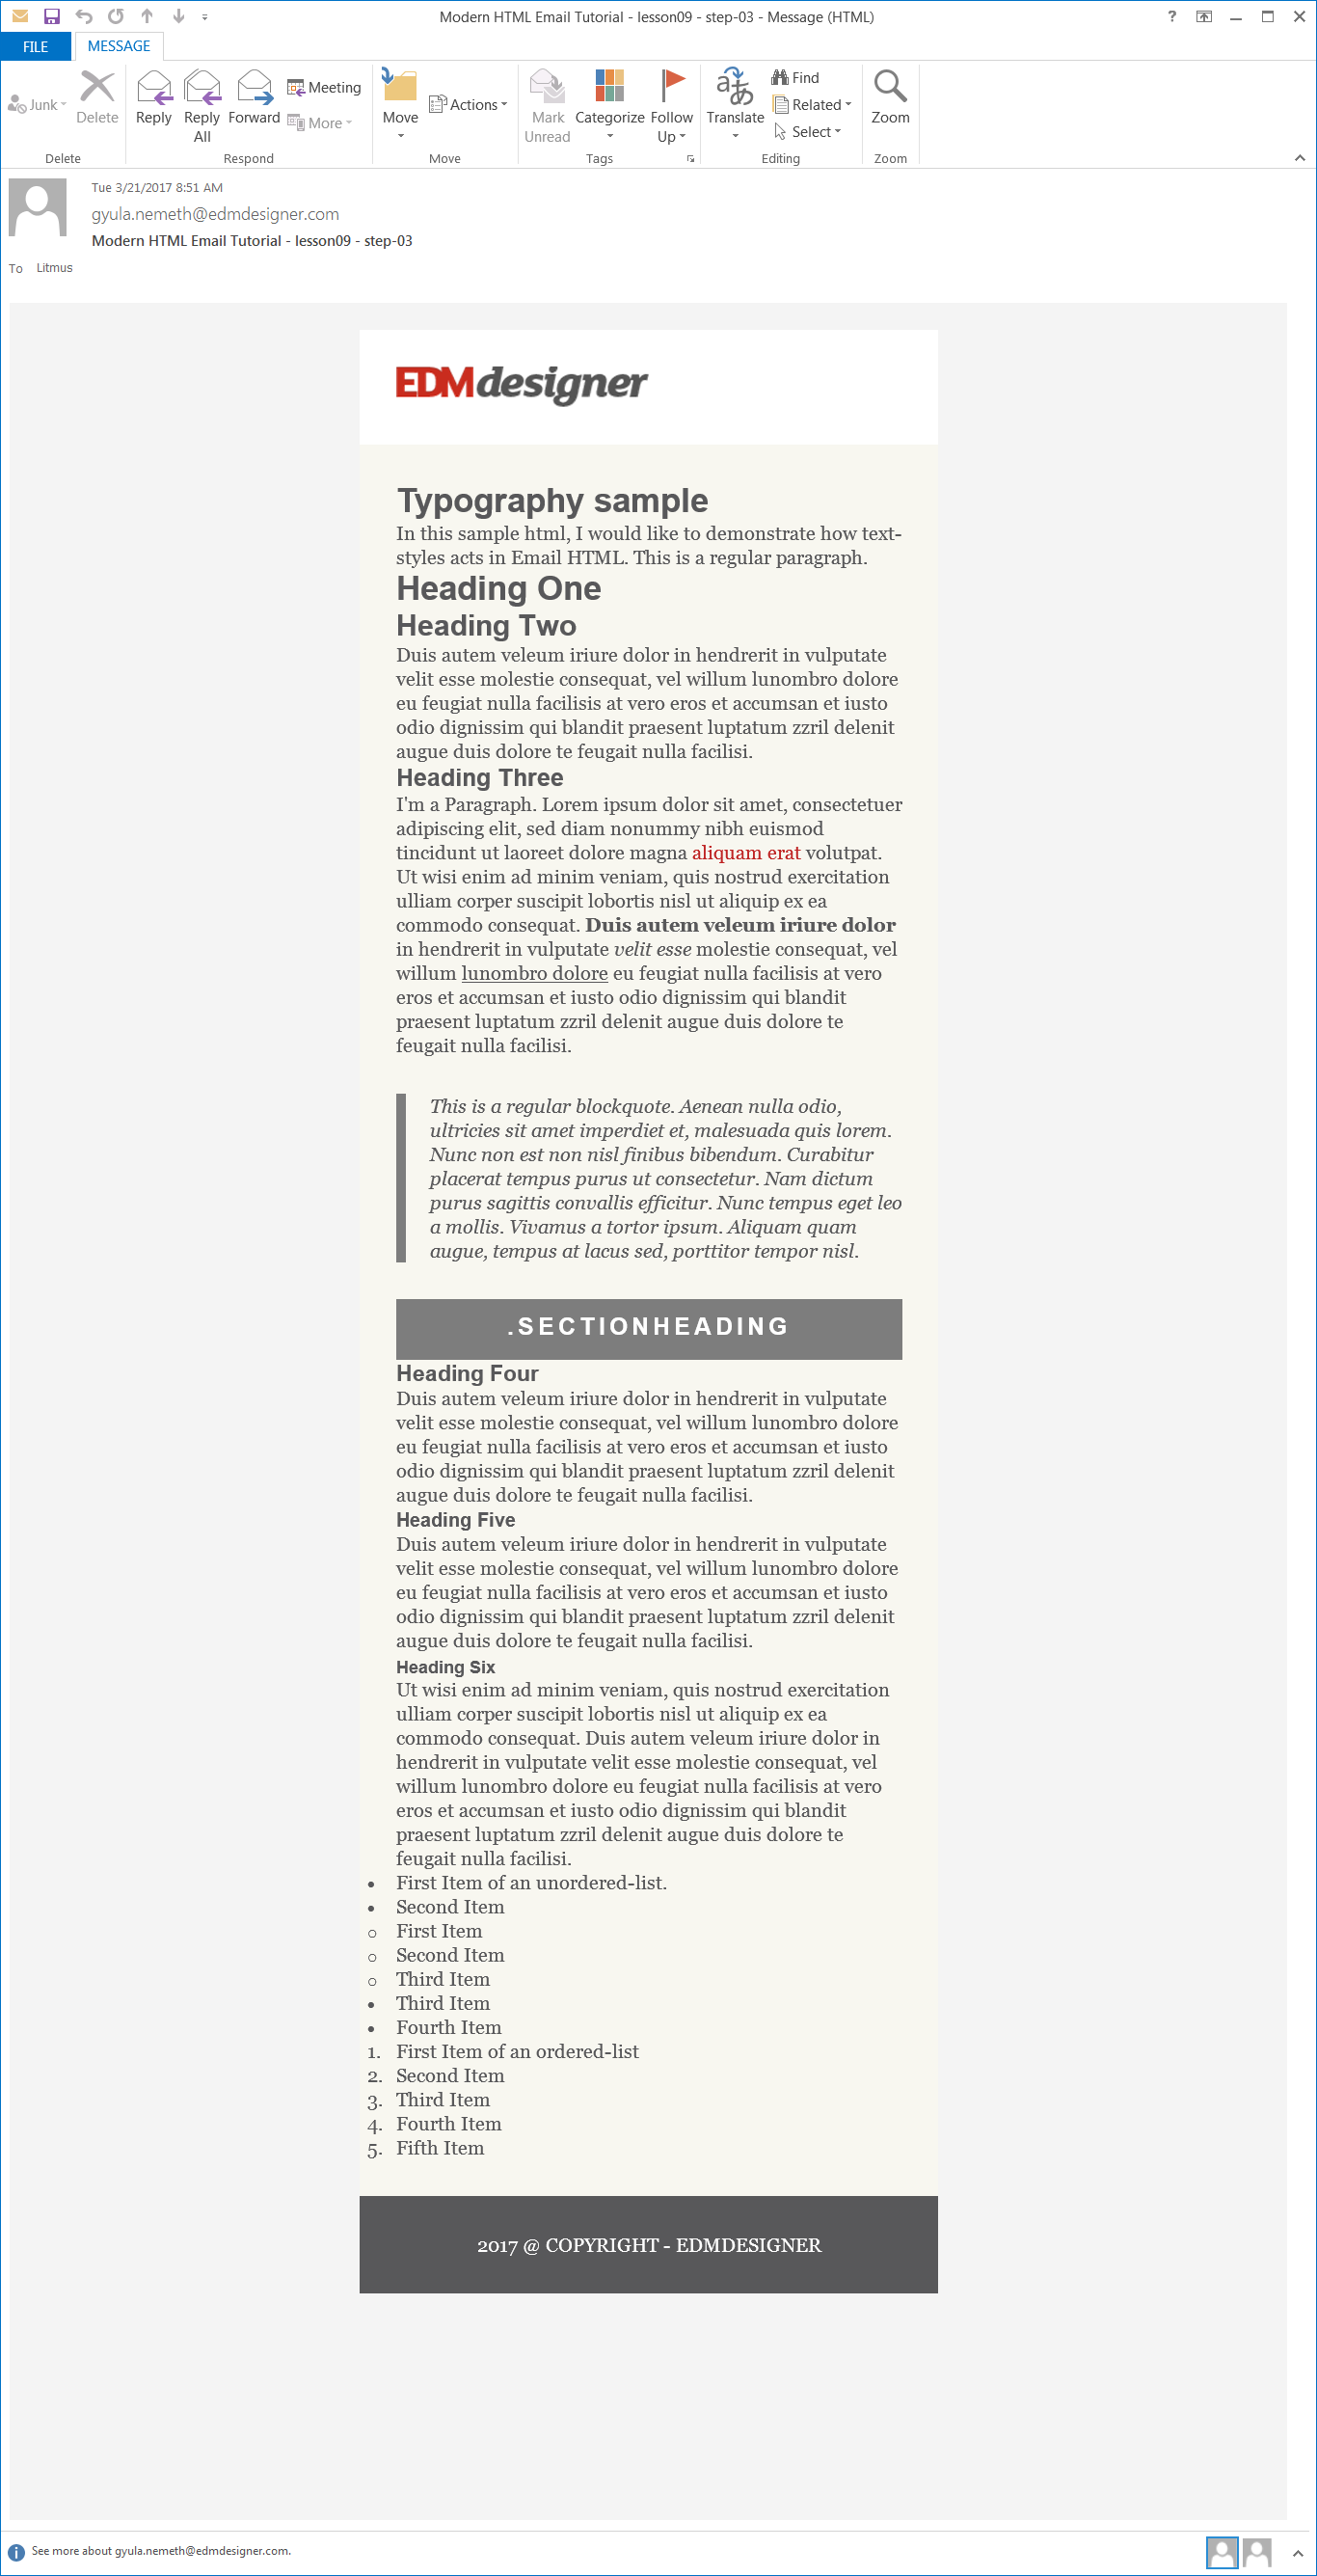 Modern HTML Email Tutorial - lesson09 - step-03 - Message (HTML)
?
FILE
MESSAGE
Junk
Delete
Reply
Reply All
Forward
Meeting
More
Move
Actions
Mark Unread
Categorize
Follow Up
Translate
Find
Related
Select
Zoom
Delete
Respond
Move
Tags
Editing
Zoom
Tue 3/21/2017 8:51 AM
gyula.nemeth@edmdesigner.com
Modern HTML Email Tutorial - lesson09 - step-03
To Litmus
EDMdesigner
Typography sample
In this sample html, I would like to demonstrate how text-
styles acts in Email HTML. This is a regular paragraph.
Heading One
Heading Two
Duis autem veleum iriure dolor in hendrerit in vulputate
velit esse molestie consequat, vel willum lunombro dolore
eu feugiat nulla facilisis at vero eros et accumsan et iusto
odio dignissim qui blandit praesent luptatum zzril delenit
augue duis dolore te feugait nulla facilisi.
Heading Three
I'm a Paragraph. Lorem ipsum dolor sit amet, consectetuer
adipiscing elit, sed diam nonummy nibh euismod
tincidunt ut laoreet dolore magna aliquam erat volutpat.
Ut wisi enim ad minim veniam, quis nostrud exercitation
ulliam corper suscipit lobortis nisl ut aliquip ex ea
commodo consequat. Duis autem veleum iriure dolor
in hendrerit in vulputate velit esse molestie consequat, vel
willum lunombro dolore eu feugiat nulla facilisis at vero
eros et accumsan et iusto odio dignissim qui blandit
praesent luptatum zzril delenit augue duis dolore te
feugait nulla facilisi.
This is a regular blockquote. Aenean nulla odio,
ultricies sit amet imperdiet et, malesuada quis lorem.
Nunc non est non nisl finibus bibendum. Curabitur
placerat tempus purus ut consectetur. Nam dictum
purus sagittis convallis efficitur. Nunc tempus eget leo
a mollis. Vivamus a tortor ipsum. Aliquam quam
augue, tempus at lacus sed, porttitor tempor nisl.
.SECTIONHEADING
Heading Four
Duis autem veleum iriure dolor in hendrerit in vulputate
velit esse molestie consequat, vel willum lunombro dolore
eu feugiat nulla facilisis at vero eros et accumsan et iusto
odio dignissim qui blandit praesent luptatum zzril delenit
augue duis dolore te feugait nulla facilisi.
Heading Five
Duis autem veleum iriure dolor in hendrerit in vulputate
velit esse molestie consequat, vel willum lunombro dolore
eu feugiat nulla facilisis at vero eros et accumsan et iusto
odio dignissim qui blandit praesent luptatum zzril delenit
augue duis dolore te feugait nulla facilisi.
Heading Six
Ut wisi enim ad minim veniam, quis nostrud exercitation
ulliam corper suscipit lobortis nisl ut aliquip ex ea
commodo consequat. Duis autem veleum iriure dolor in
hendrerit in vulputate velit esse molestie consequat, vel
willum lunombro dolore eu feugiat nulla facilisis at vero
eros et accumsan et iusto odio dignissim qui blandit
praesent luptatum zzril delenit augue duis dolore te
feugait nulla facilisi.
• First Item of an unordered-list.
• Second Item
○ First Item
○ Second Item
○ Third Item
• Third Item
• Fourth Item
1. First Item of an ordered-list
2. Second Item
3. Third Item
4. Fourth Item
5. Fifth Item
2017 @ COPYRIGHT - EDMDESIGNER
See more about gyula.nemeth@edmdesigner.com.